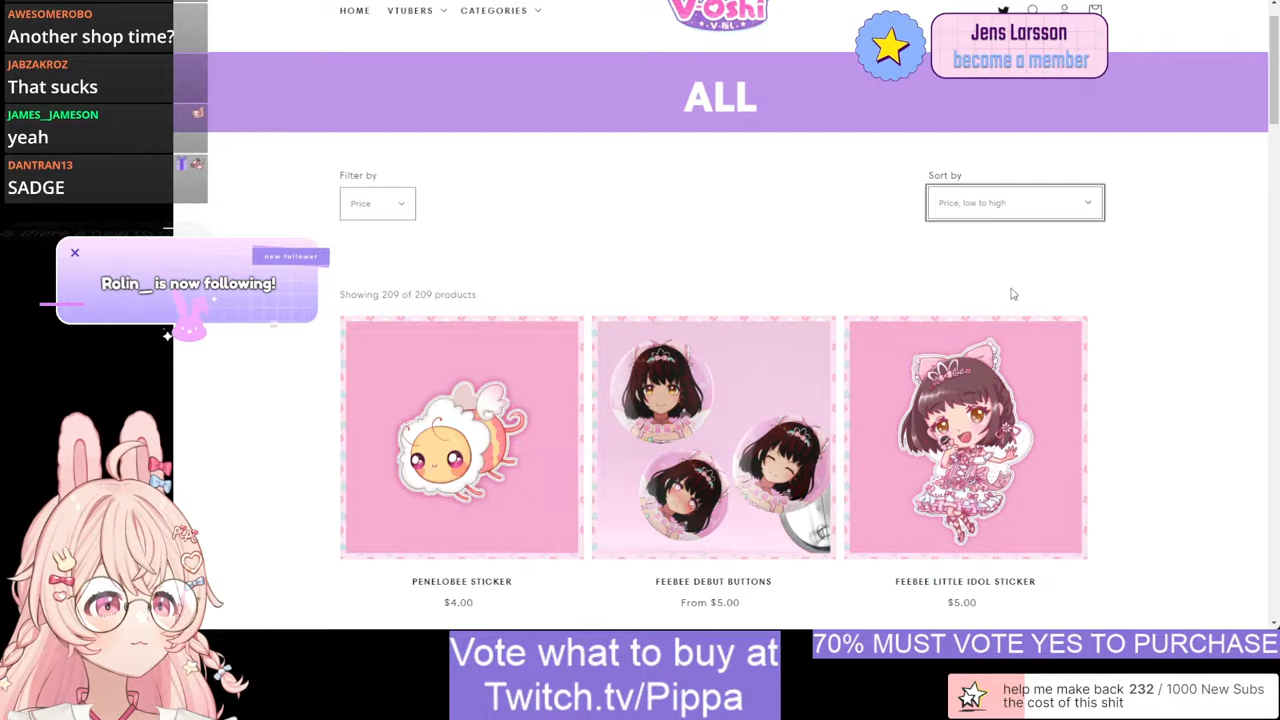 AWESOMEROBO
Another shop time?
JABZAKROZ
That sucks
JAMES__JAMESON
yeah
DANTRAN13
SADGE
new follower
Rolin__ is now following!
HOME VTUBERS CATEGORIES
V-Oshi
Jens Larsson
become a member
ALL
Filter by
Price
Sort by
Price, low to high
Showing 209 of 209 products
PENELOBEE STICKER
$4.00
FEEBEE DEBUT BUTTONS
From $5.00
FEEBEE LITTLE IDOL STICKER
$5.00
Vote what to buy at
Twitch.tv/Pippa
70% MUST VOTE YES TO PURCHASE
help me make back 232 / 1000 New Subs
the cost of this shit